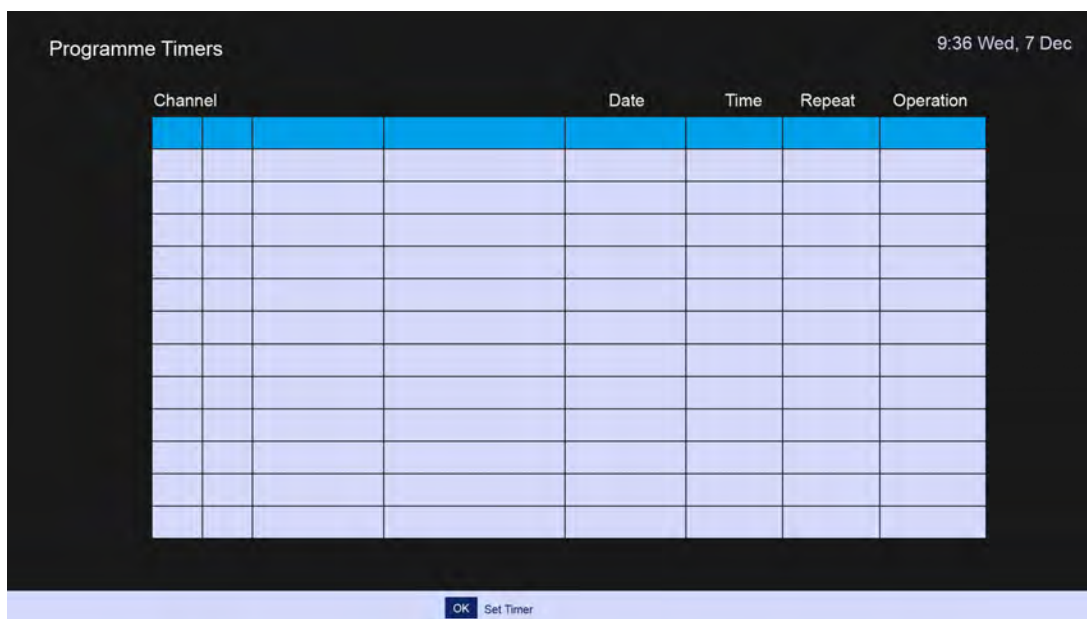 Programme Timers
9:36 Wed, 7 Dec
Channel Date Time Repeat Operation
OK Set Timer